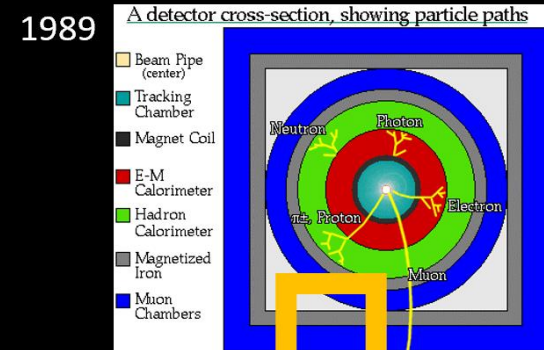 1989
A detector cross-section, showing particle paths
Beam Pipe
(center)
Tracking
Chamber
Magnet Coil
E-M
Calorimeter
Hadron
Calorimeter
Magnetized
Iron
Muon
Chambers
Neutron
Photon
Electron
π±, Proton
Muon